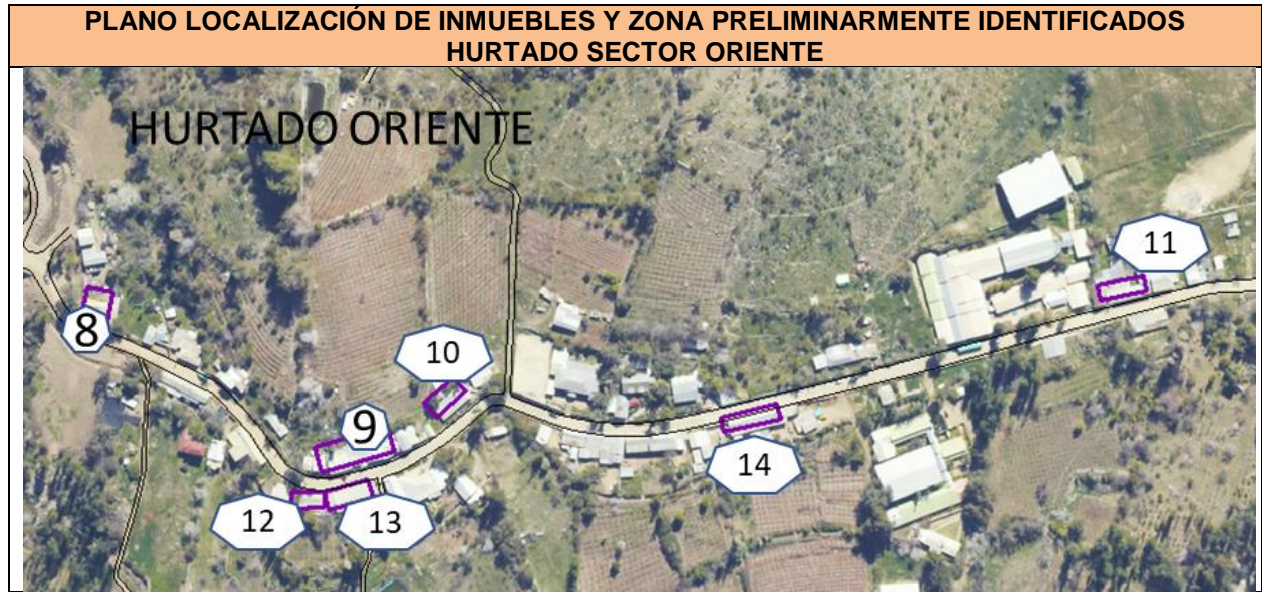 PLANO LOCALIZACIÓN DE INMUEBLES Y ZONA PRELIMINARMENTE IDENTIFICADOS
HURTADO SECTOR ORIENTE
HURTADO ORIENTE
11
8
10
9
14
12
13